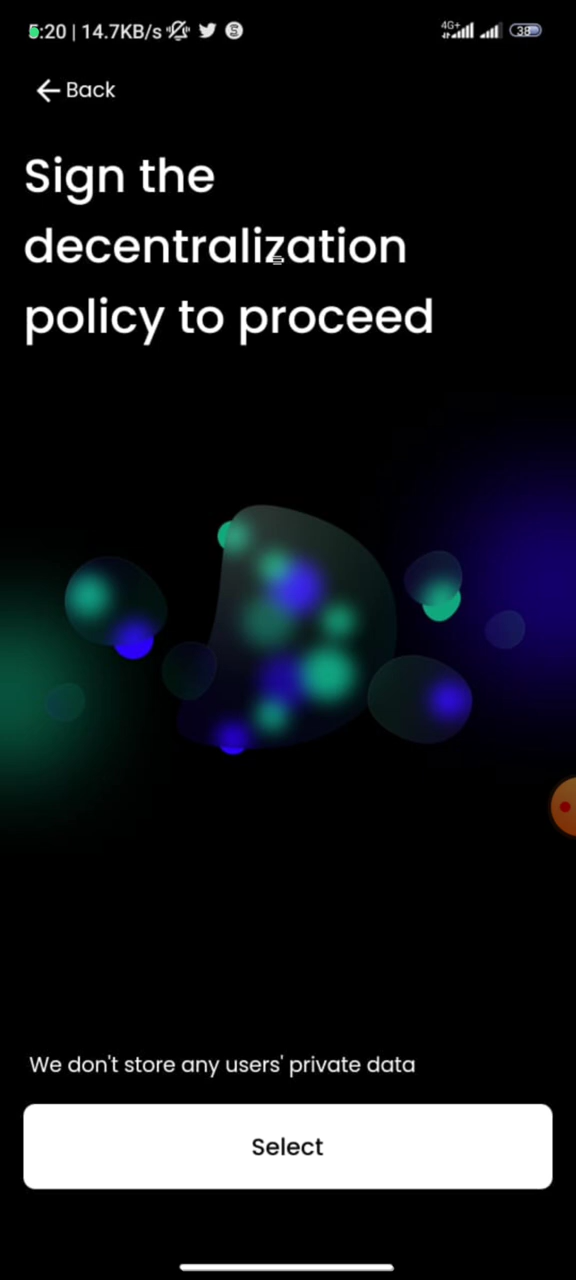 5:20 | 14.7KB/s
4G+
38
Back
Sign the
decentralization
policy to proceed
We don't store any users' private data
Select